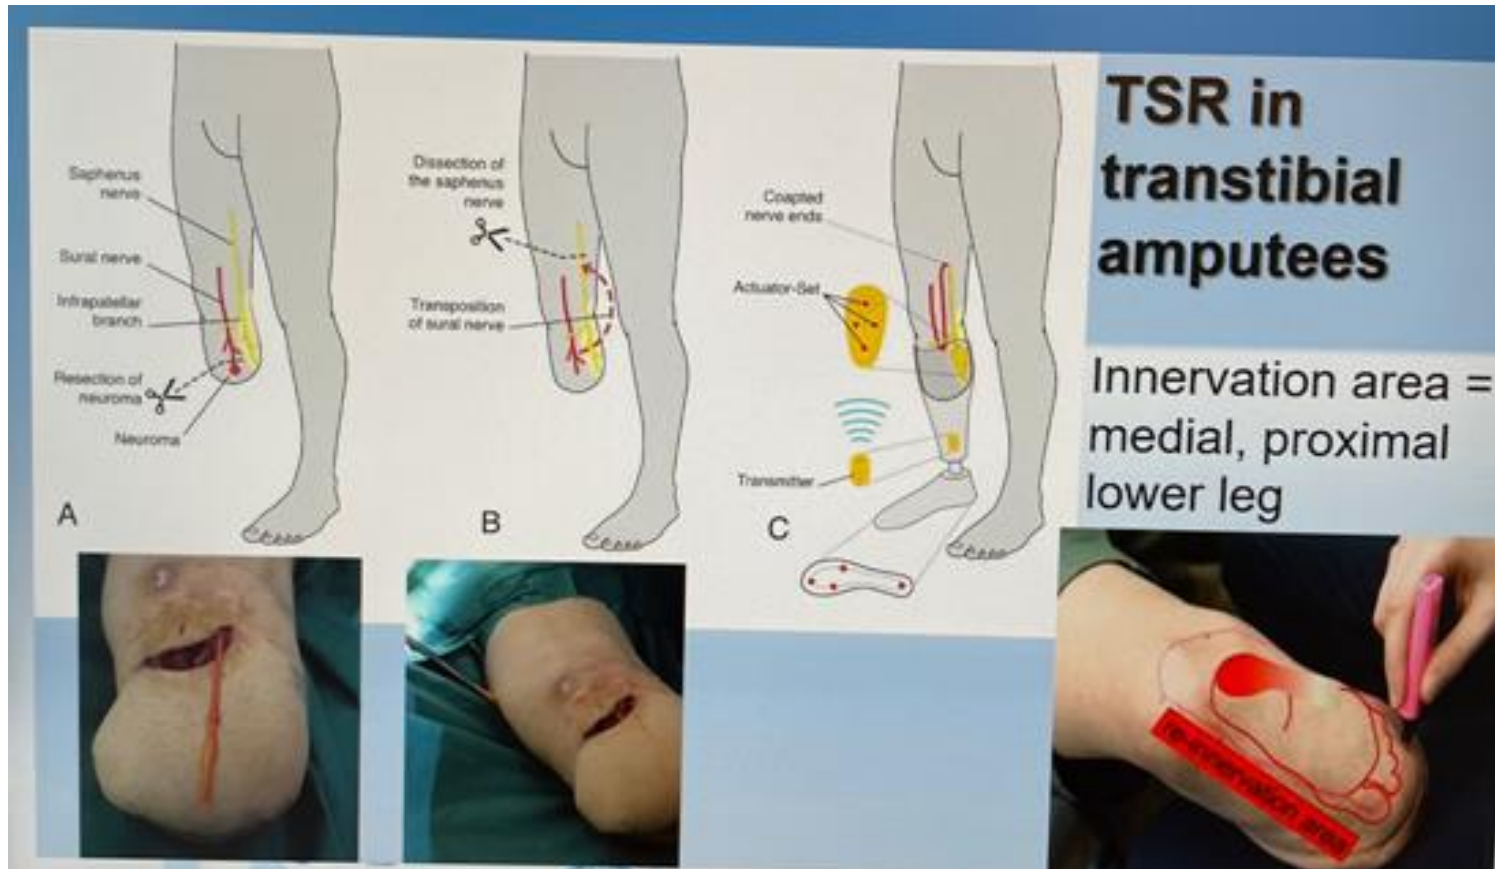 TSR in
transtibial
amputees
Innervation area =
medial, proximal
lower leg
Saphenus
nerve
Sural nerve
Infrapatellar
branch
Resection of
neuroma
Neuroma
A
Dissection of
the saphenus
nerve
Transposition
of sural nerve
B
Coapted
nerve ends
Actuator-Set
Transmitter
C
re-innervation area